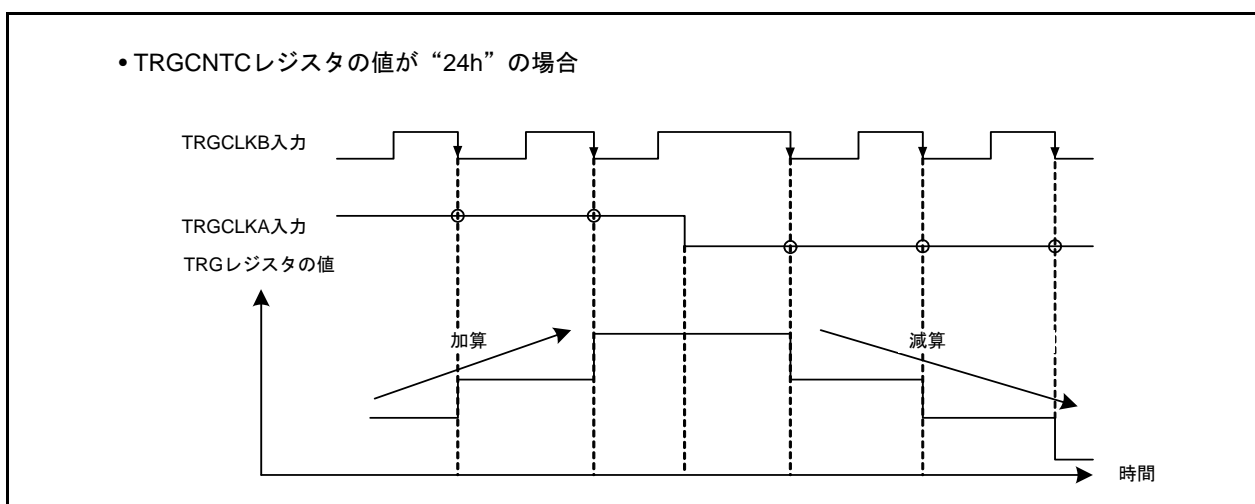 • TRGCNTCレジスタの値が“24h”の場合
TRGCLKB入力
TRGCLKA入力
TRGレジスタの値
加算
減算
時間